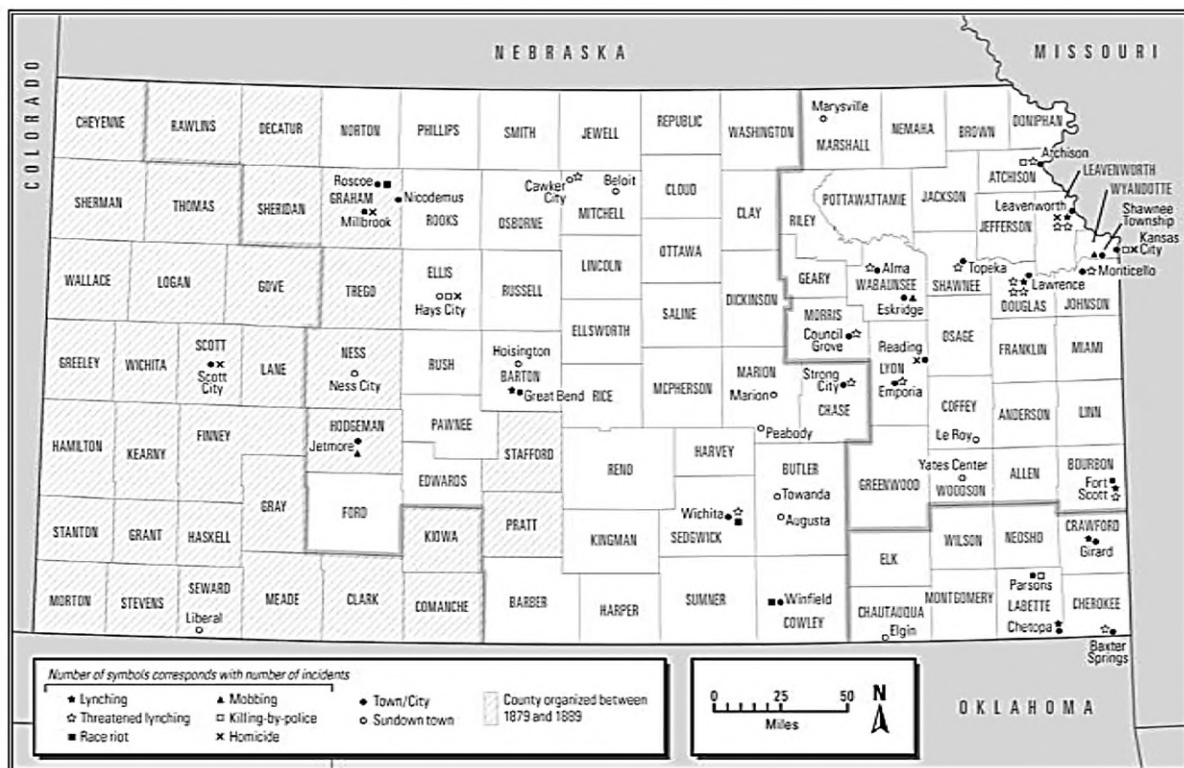 NEBRASKA
MISSOURI
COLORADO
CHEYENNE
RAWLINS
DECATUR
NORTON
PHILLIPS
SMITH
JEWELL
REPUBLIC
WASHINGTON
Marysville
MARSHALL
NEMAHA
BROWN
DONIPHAN
Atchison
ATCHISON
LEAVENWORTH
WYANDOTTE
Shawnee
Township
Kansas
City
SHERMAN
THOMAS
SHERIDAN
Roscoe
GRAHAM
Millbrook
Nicodemus
ROOKS
OSBORNE
Cawker
City
Beloit
MITCHELL
CLOUD
CLAY
RILEY
POTTAWATTAMIE
JACKSON
JEFFERSON
Leavenworth
Monticello
WALLACE
LOGAN
GOVE
TREGO
ELLIS
Hays City
RUSSELL
LINCOLN
OTTAWA
SALINE
DICKINSON
GEARY
Alma
WABAUNSEE
Eskridge
Topeka
SHAWNEE
Lawrence
DOUGLAS
JOHNSON
GREELEY
WICHITA
SCOTT
Scott
City
LANE
NESS
Ness City
RUSH
Hoisington
BARTON
Great Bend
ELLSWORTH
RICE
MCPHERSON
MARION
Marion
Peabody
MORRIS
Council
Grove
Strong
City
CHASE
Reading
LYON
Emporia
OSAGE
FRANKLIN
MIAMI
HAMILTON
KEARNY
FINNEY
HODGEMAN
Jetmore
PAWNEE
EDWARDS
STAFFORD
RENO
HARVEY
BUTLER
Towanda
Augusta
GREENWOOD
COFFEY
Le Roy
ANDERSON
LINN
Yates Center
WOODSON
ALLEN
BOURBON
Fort
Scott
STANTON
GRANT
HASKELL
GRAY
FORD
KIOWA
PRATT
KINGMAN
Wichita
SEDGWICK
ELK
WILSON
NEOSHO
CRAWFORD
Girard
MORTON
STEVENS
SEWARD
Liberal
MEADE
CLARK
COMANCHE
BARBER
HARPER
SUMNER
Winfield
COWLEY
CHAUTAUQUA
Elgin
MONTGOMERY
Parsons
LABETTE
Chetopa
CHEROKEE
Baxter
Springs
OKLAHOMA
Number of symbols corresponds with number of incidents
Lynching
Threatened lynching
Race riot
Mobbing
Killing-by-police
Homicide
Town/City
Sundown town
County organized between
1879 and 1889
0 25 50
Miles
N